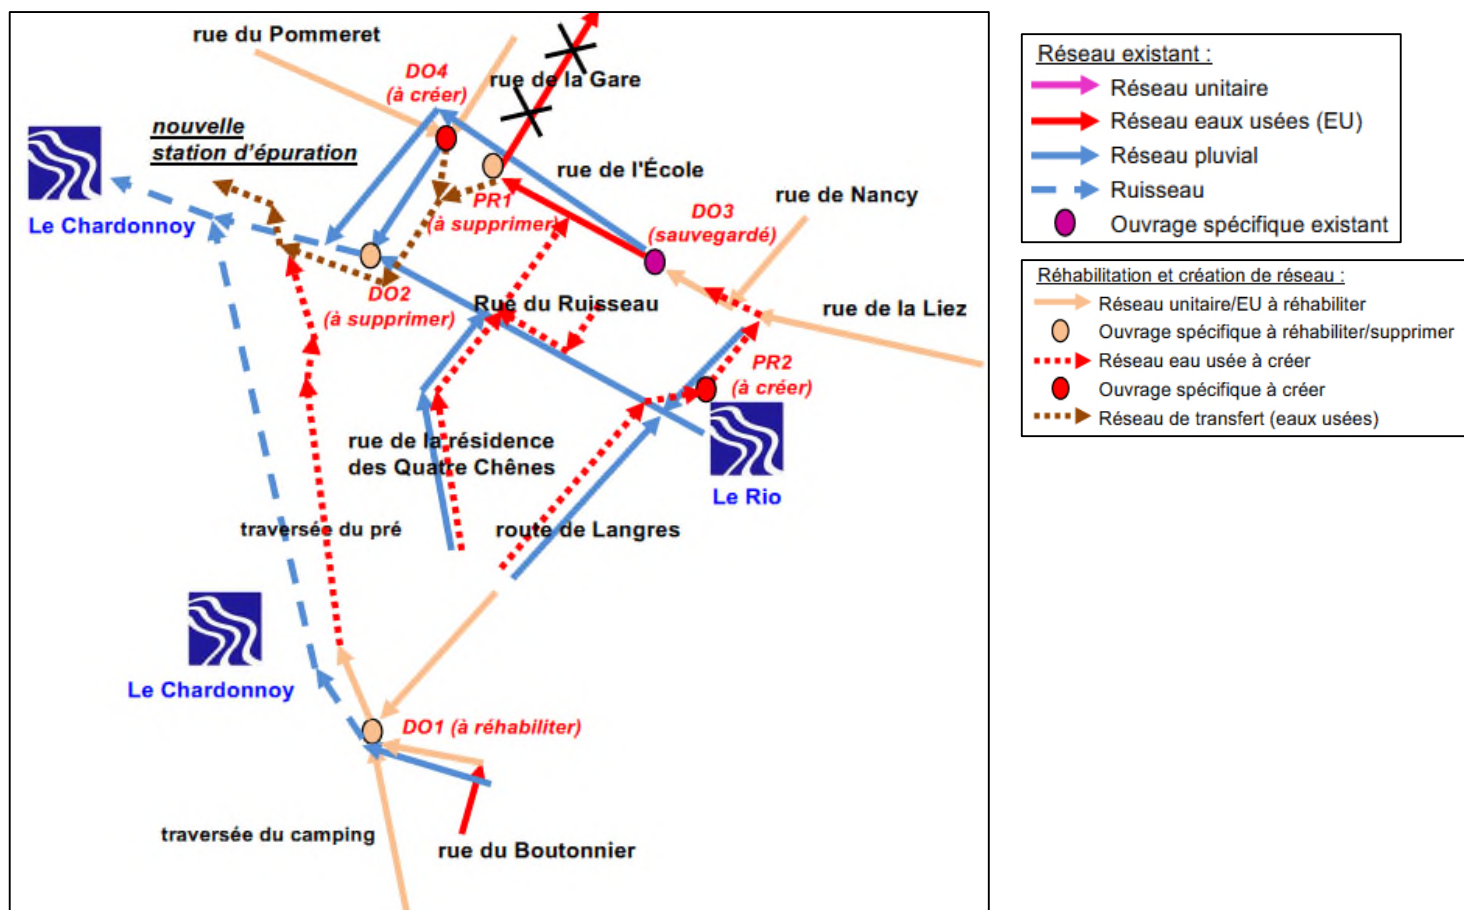 rue du Pommeret
DO4
(à créer)
rue de la Gare
nouvelle
station d'épuration
rue de l'École
PR1
(à supprimer)
rue de Nancy
DO3
(sauvegardé)
Le Chardonnoy
DO2
(à supprimer)
Rue du Ruisseau
rue de la Liez
PR2
(à créer)
rue de la résidence
des Quatre Chênes
Le Rio
traversée du pré
route de Langres
Le Chardonnoy
DO1 (à réhabiliter)
traversée du camping
rue du Boutonnier
Réseau existant :
Réseau unitaire
Réseau eaux usées (EU)
Réseau pluvial
Ruisseau
Ouvrage spécifique existant
Réhabilitation et création de réseau :
Réseau unitaire/EU à réhabiliter
Ouvrage spécifique à réhabiliter/supprimer
Réseau eau usée à créer
Ouvrage spécifique à créer
Réseau de transfert (eaux usées)